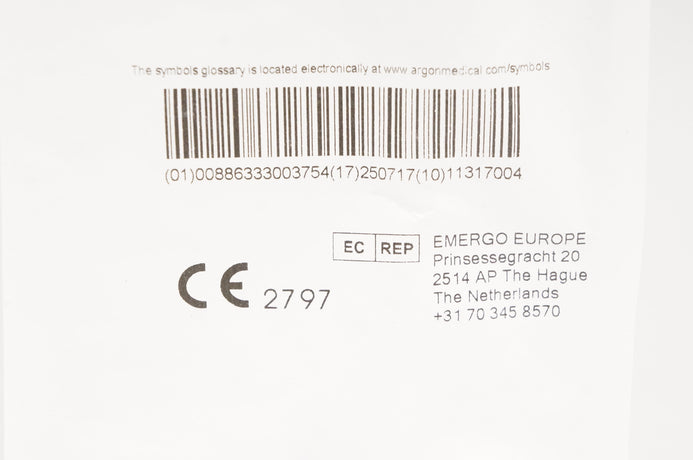 The symbols glossary is located electronically at www.argonmedical.com/symbols
(01)00886333003754(17)250717(10)11317004
EC REP
EMERGO EUROPE
Prinsessegracht 20
2514 AP The Hague
The Netherlands
+31 70 345 8570
CE 2797